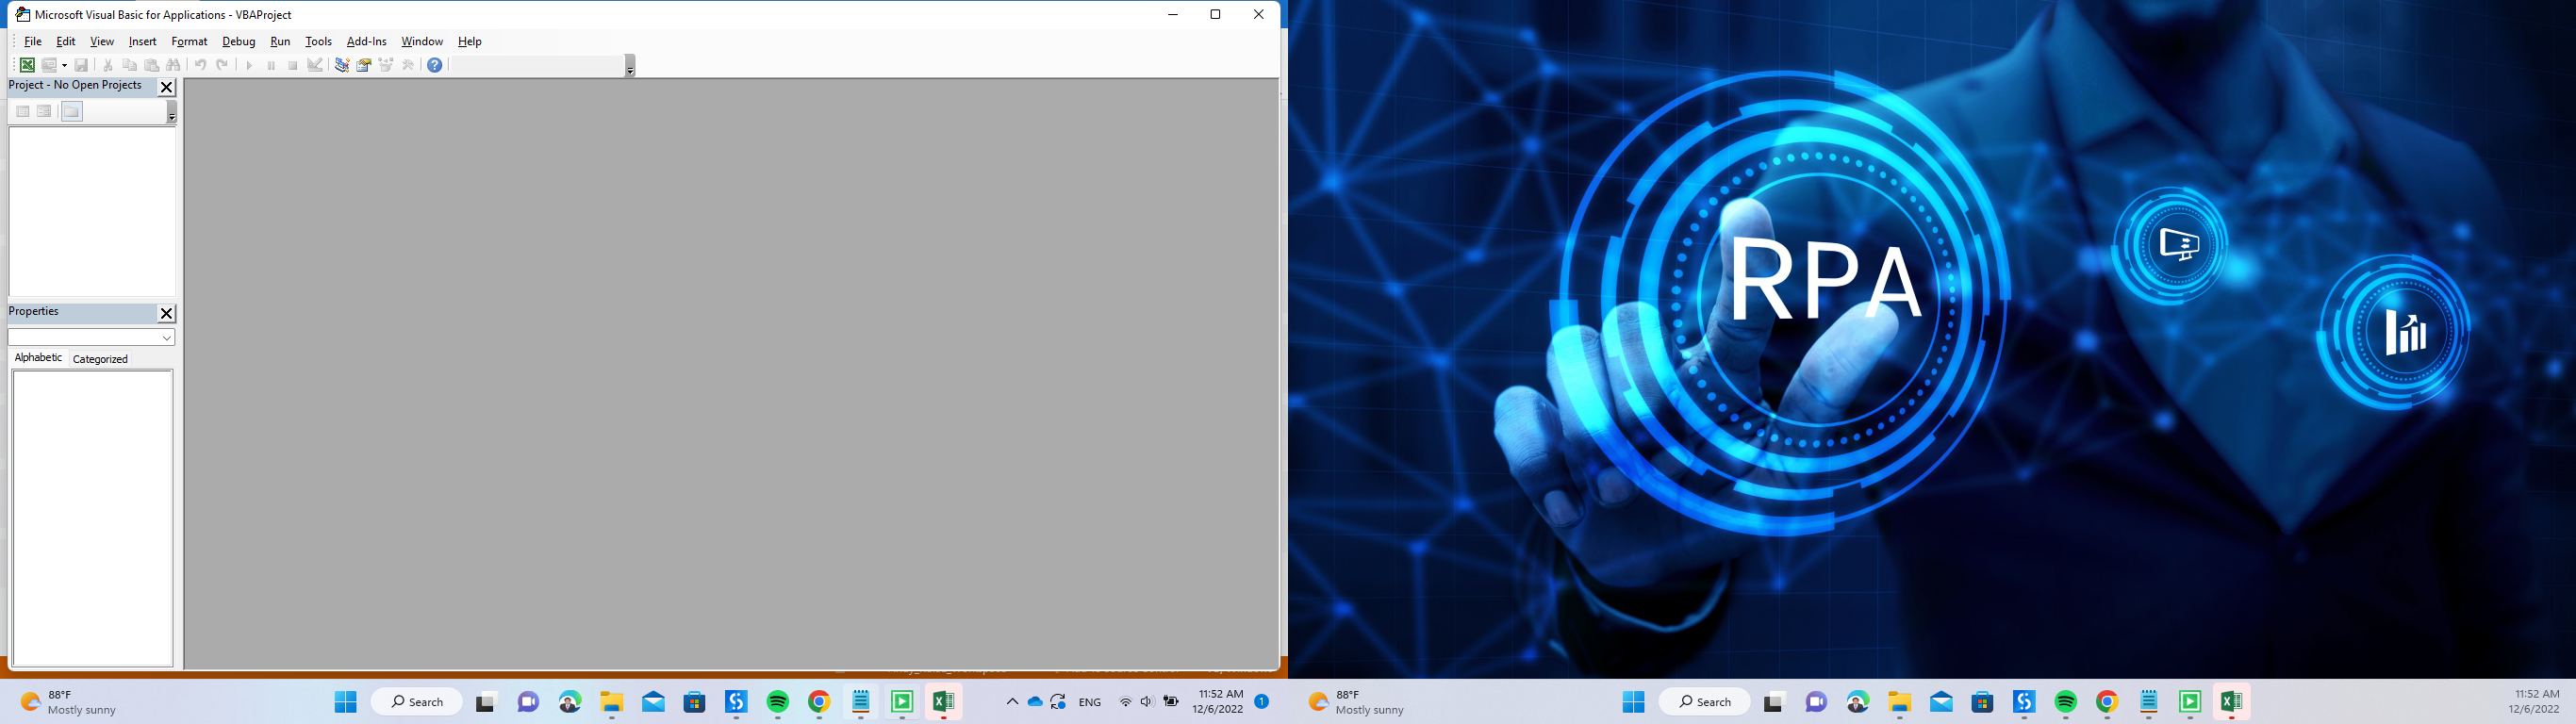 Microsoft Visual Basic for Applications - VBAProject
File Edit View Insert Format Debug Run Tools Add-Ins Window Help
Project - No Open Projects
Properties
Alphabetic Categorized
RPA
88°F
Mostly sunny
Search
ENG
11:52 AM
12/6/2022
1
88°F
Mostly sunny
Search
11:52 AM
12/6/2022